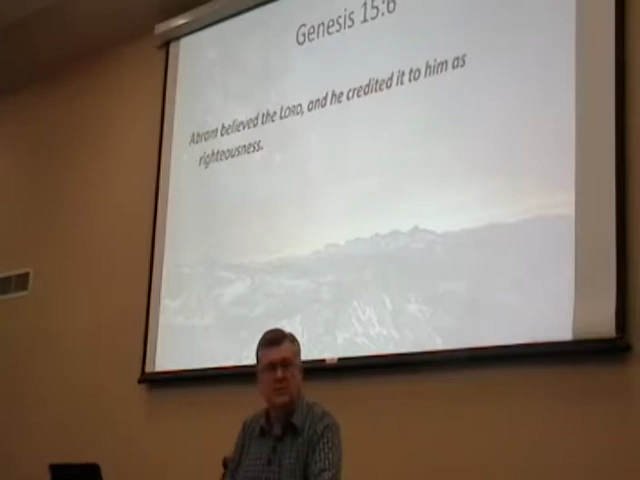 Genesis 15:6
Abram believed the LORD, and he credited it to him as
righteousness.